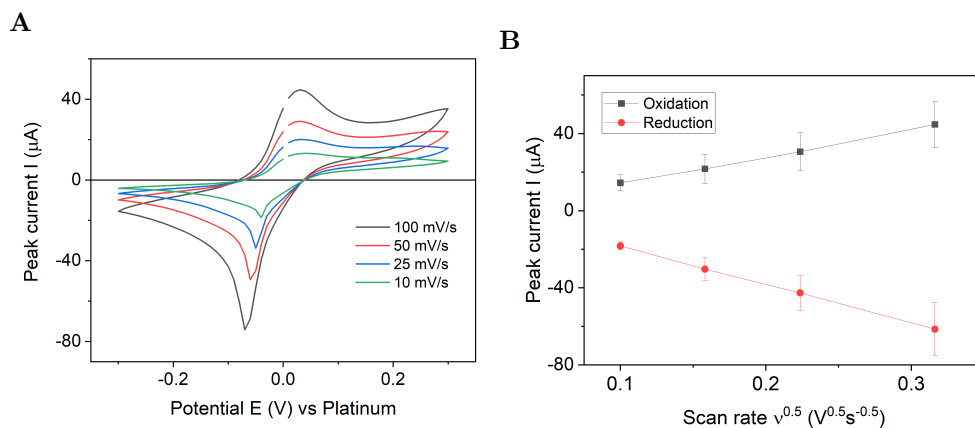 A
Peak current I (µA)
40
0
-40
-80
100 mV/s
50 mV/s
25 mV/s
10 mV/s
-0.2
0.0
0.2
Potential E (V) vs Platinum
B
Peak current I (µA)
40
0
-40
-80
Oxidation
Reduction
0.1
0.2
0.3
Scan rate ν^0.5 (V^0.5s^-0.5)